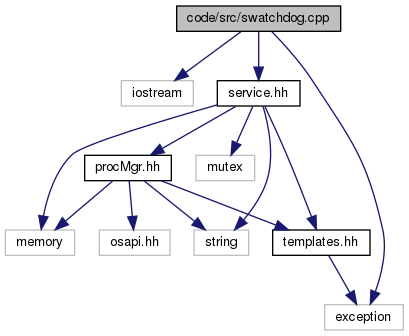 code/src/swatchdog.cpp
iostream
service.hh
procMgr.hh
mutex
memory
osapi.hh
string
templates.hh
exception